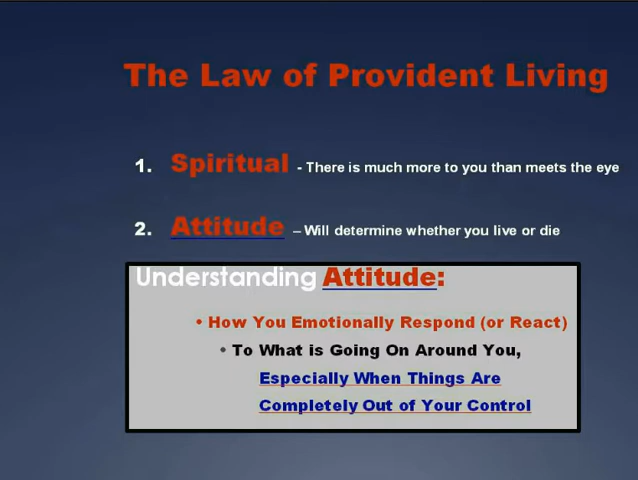 The Law of Provident Living
1. Spiritual - There is much more to you than meets the eye
2. Attitude – Will determine whether you live or die
Understanding Attitude:
• How You Emotionally Respond (or React)
• To What is Going On Around You,
Especially When Things Are
Completely Out of Your Control